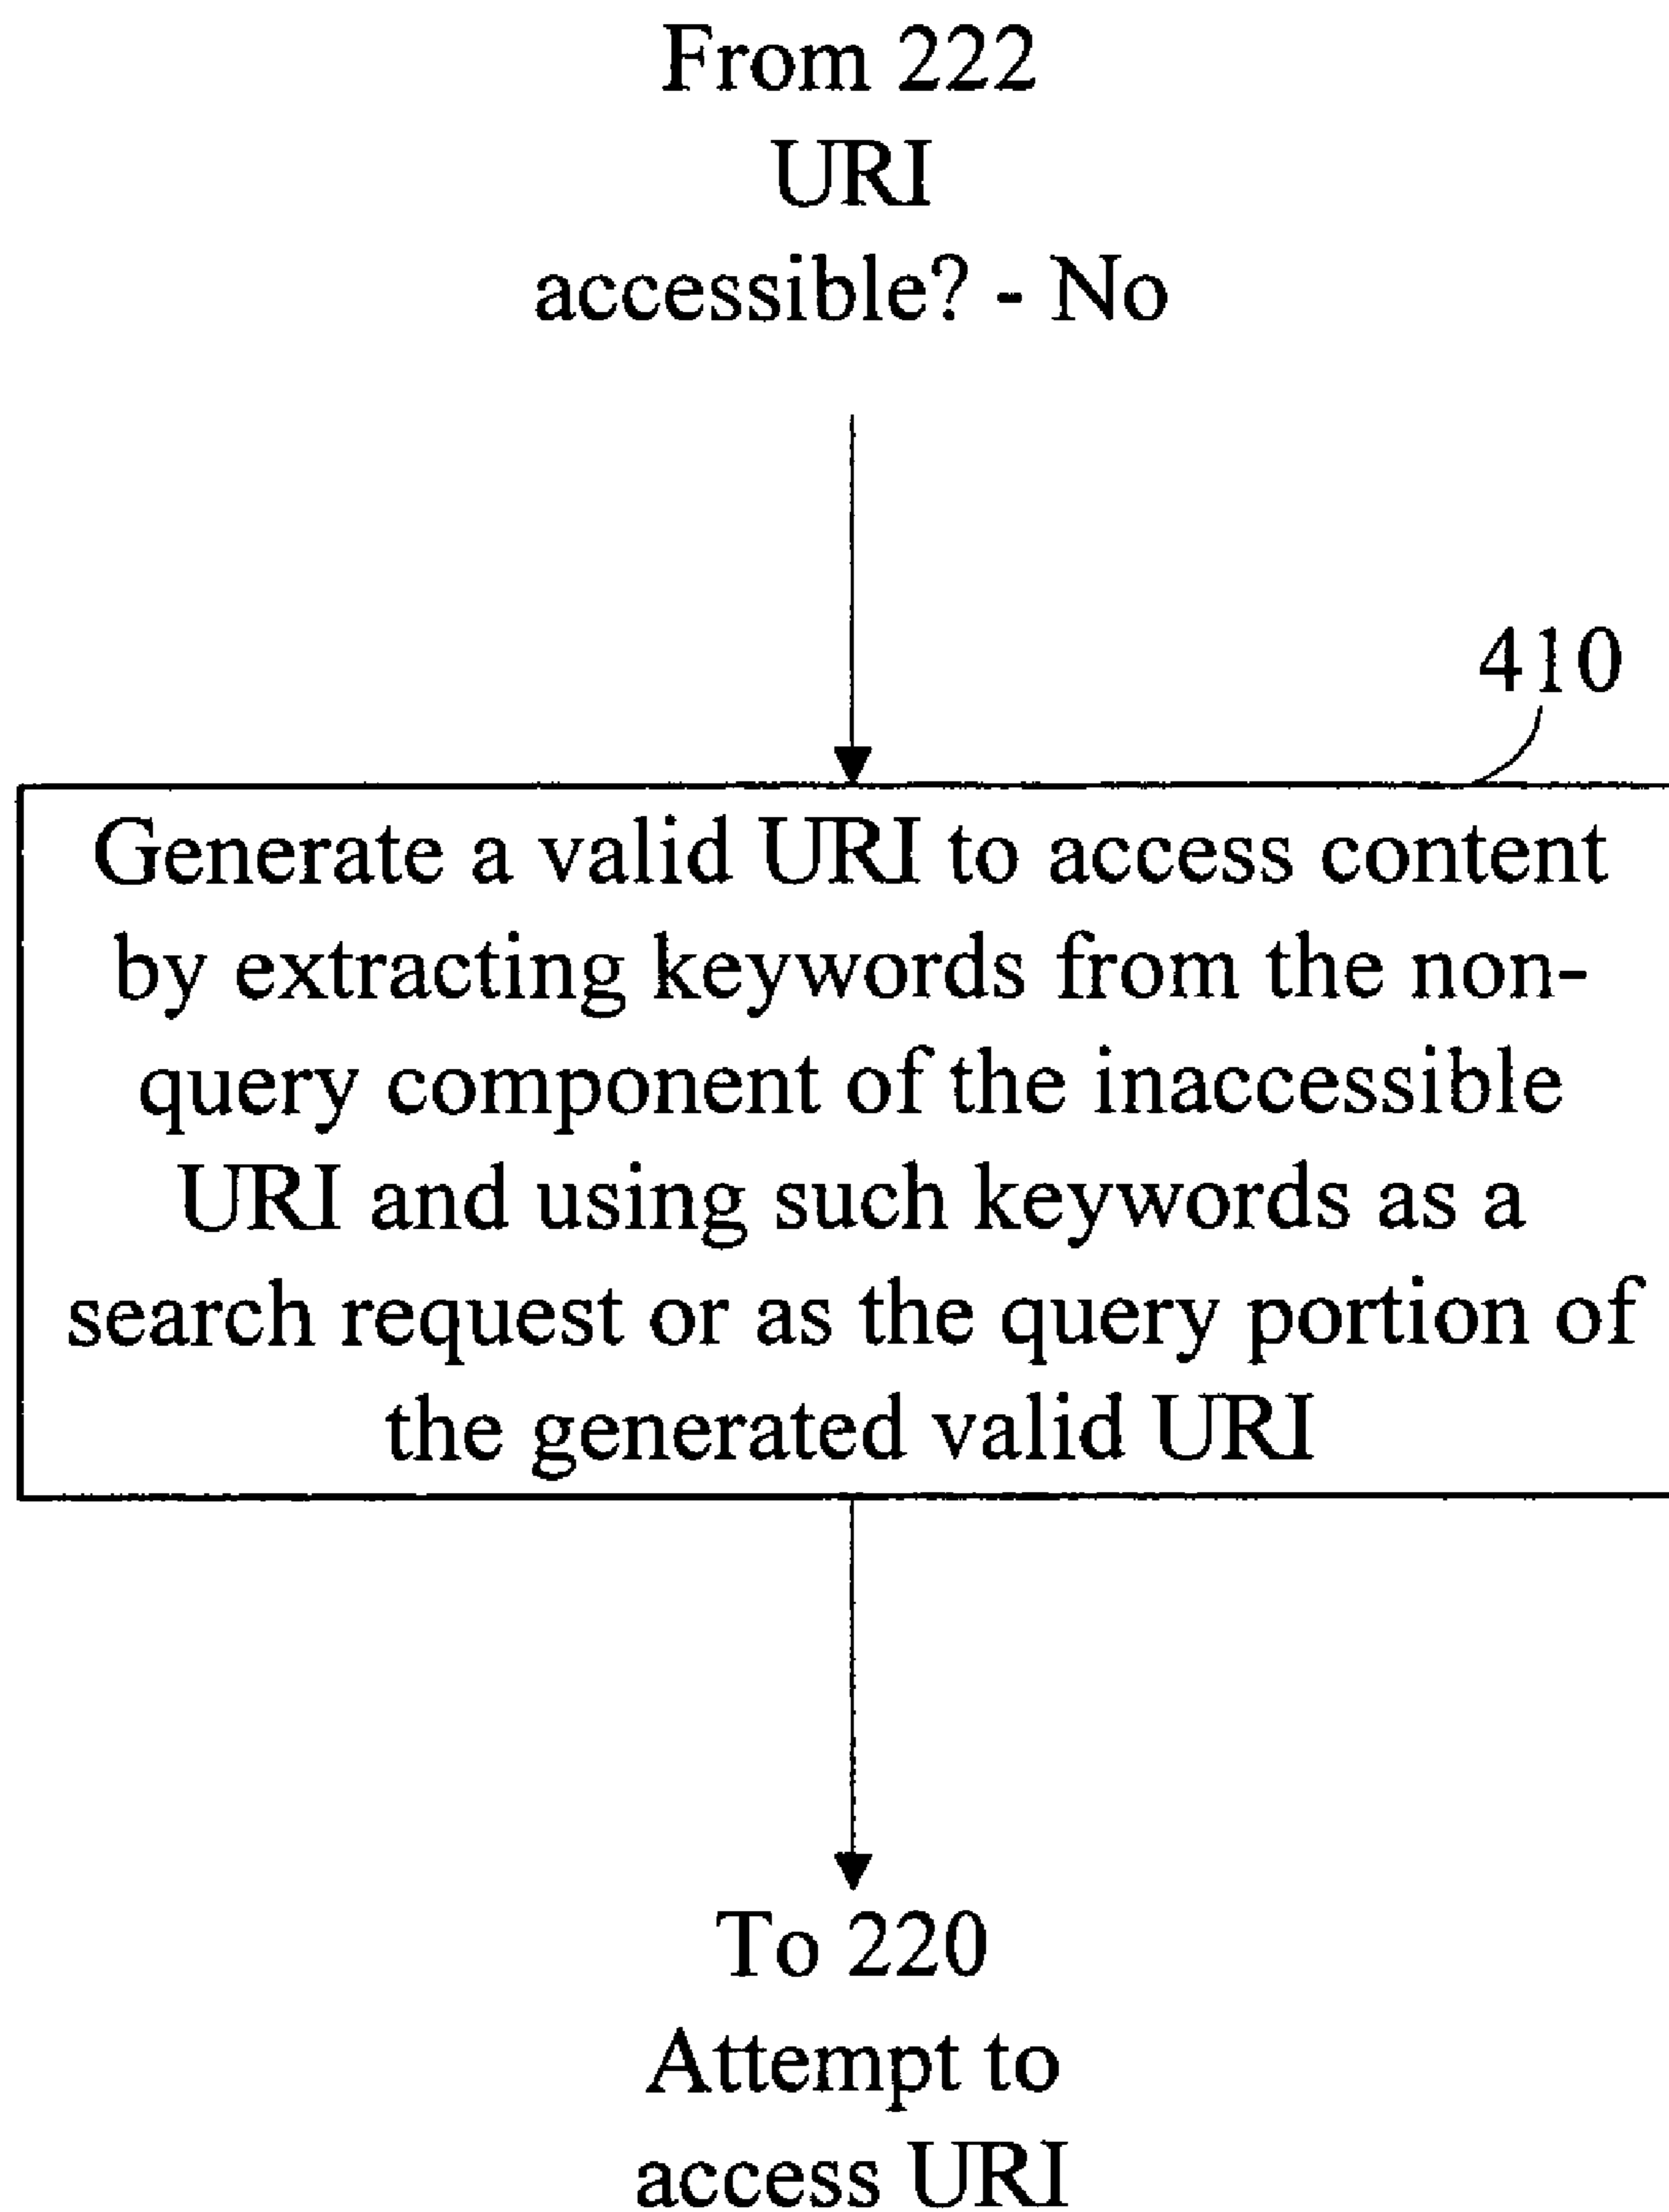 From 222
URI
accessible? - No
410
Generate a valid URI to access content
by extracting keywords from the non-
query component of the inaccessible
URI and using such keywords as a
search request or as the query portion of
the generated valid URI
To 220
Attempt to
access URI